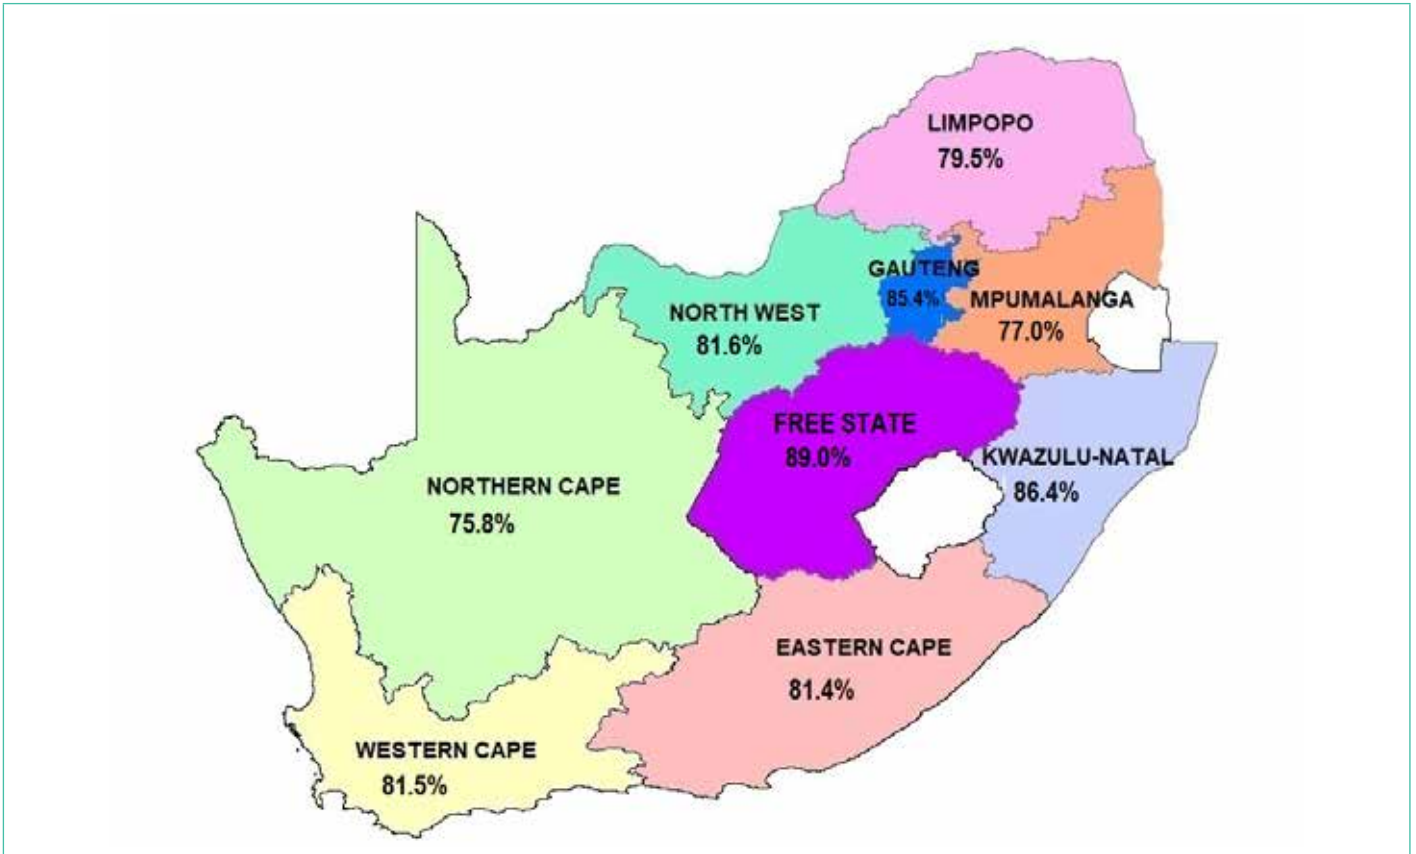 LIMPOPO
79.5%
GAUTENG
85.4%
MPUMALANGA
77.0%
NORTH WEST
81.6%
FREE STATE
89.0%
KWAZULU-NATAL
86.4%
NORTHERN CAPE
75.8%
EASTERN CAPE
81.4%
WESTERN CAPE
81.5%